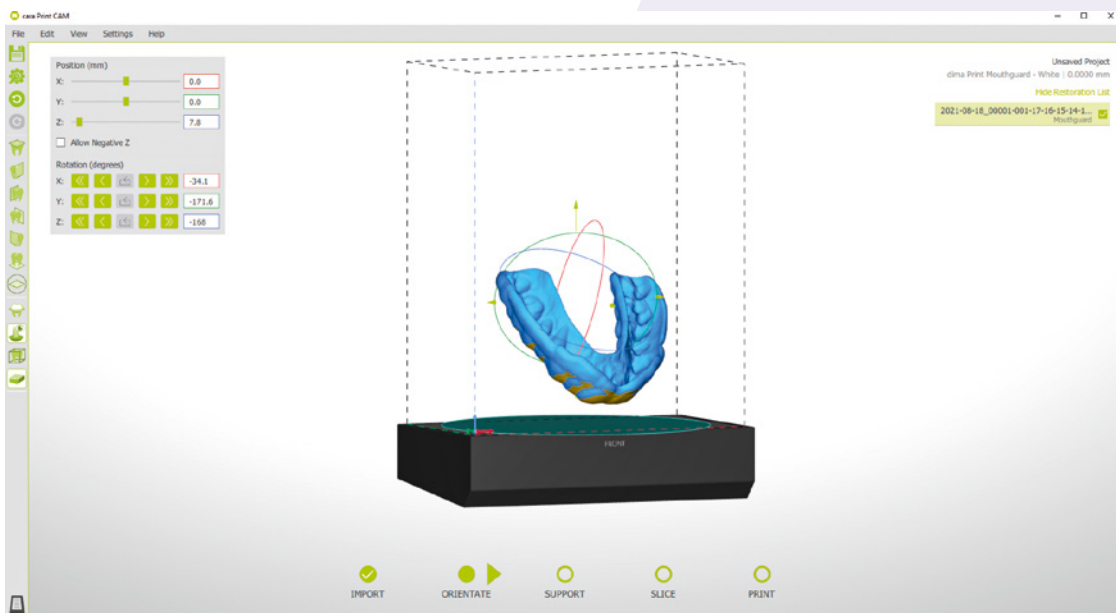 cara Print CAM
File Edit View Settings Help
Position (mm)
X: 0.0
Y: 0.0
Z: 7.8
Allow Negative Z
Rotation (degrees)
X: -34.1
Y: -171.6
Z: -168
Unsaved Project
dima Print Mouthguard - White | 0.0000 mm
Hide Restoration List
2021-08-18_00001-001-17-16-15-14-1...
Mouthguard
FRONT
IMPORT ORIENTATE SUPPORT SLICE PRINT